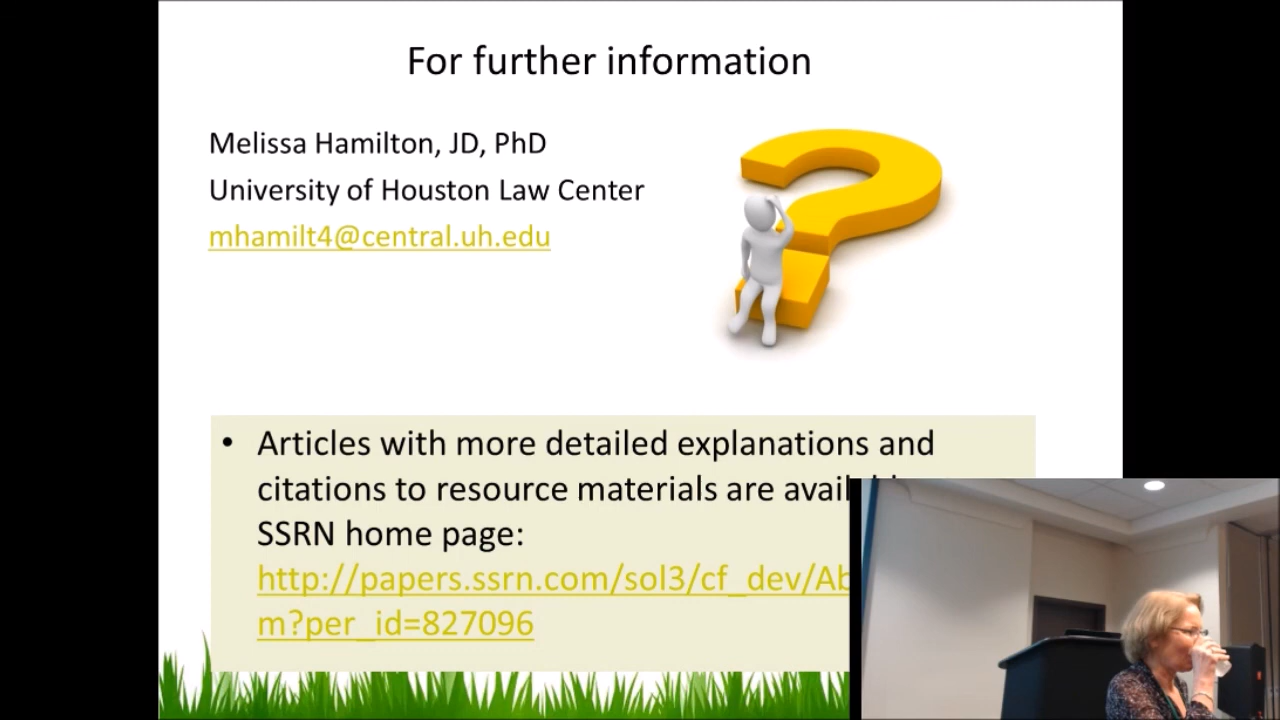 For further information
Melissa Hamilton, JD, PhD
University of Houston Law Center
mhamilt4@central.uh.edu
• Articles with more detailed explanations and
citations to resource materials are
SSRN home page:
http://papers.ssrn.com/sol3/cf_dev/Ab
m?per_id=827096